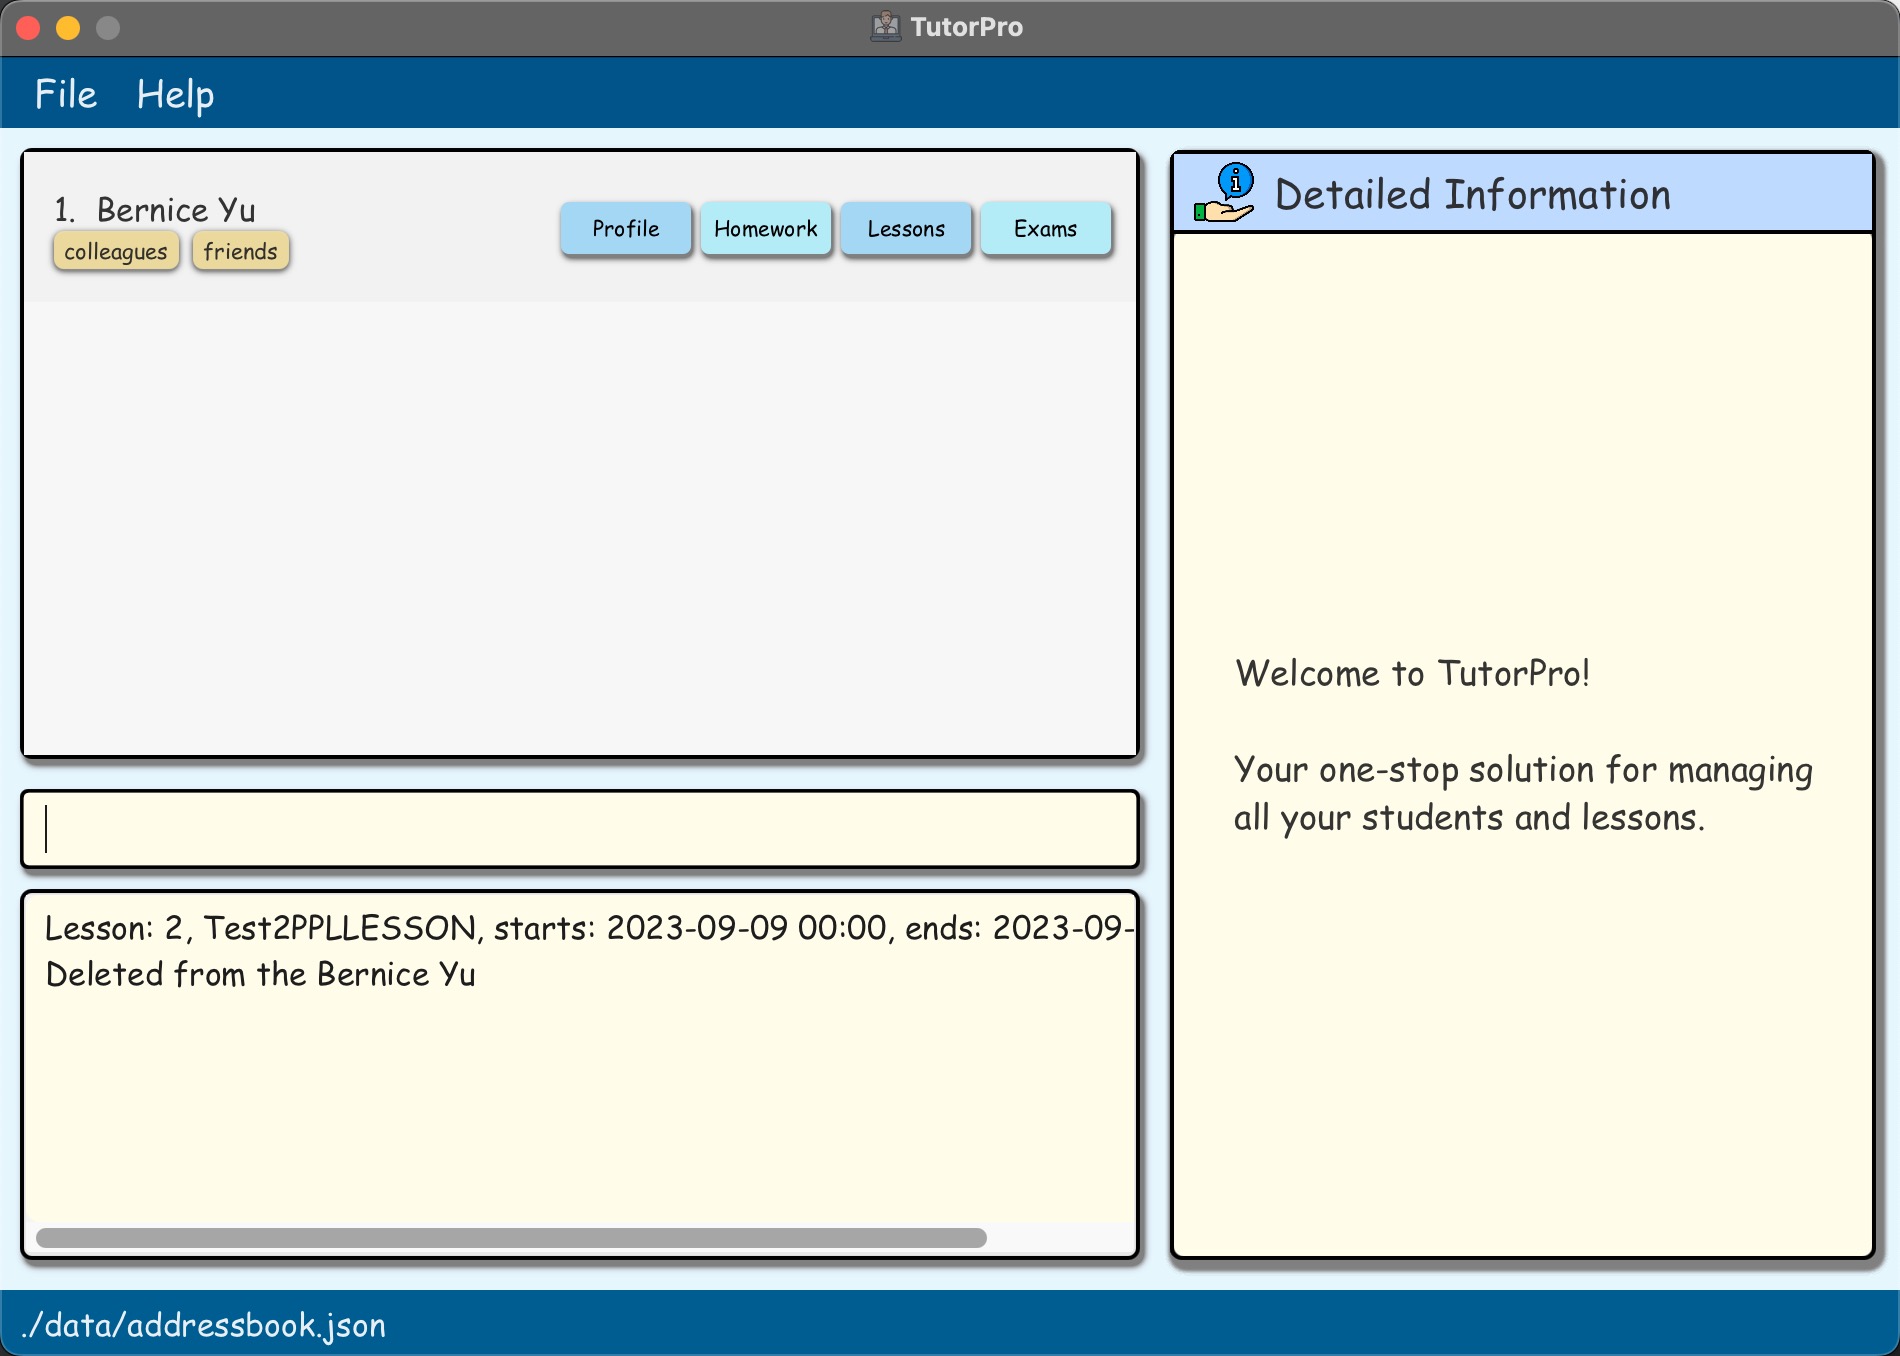 TutorPro
File Help
1. Bernice Yu
colleagues friends
Profile Homework Lessons Exams
Lesson: 2, Test2PPLLESSON, starts: 2023-09-09 00:00, ends: 2023-09-
Deleted from the Bernice Yu
Detailed Information
Welcome to TutorPro!
Your one-stop solution for managing
all your students and lessons.
./data/addressbook.json